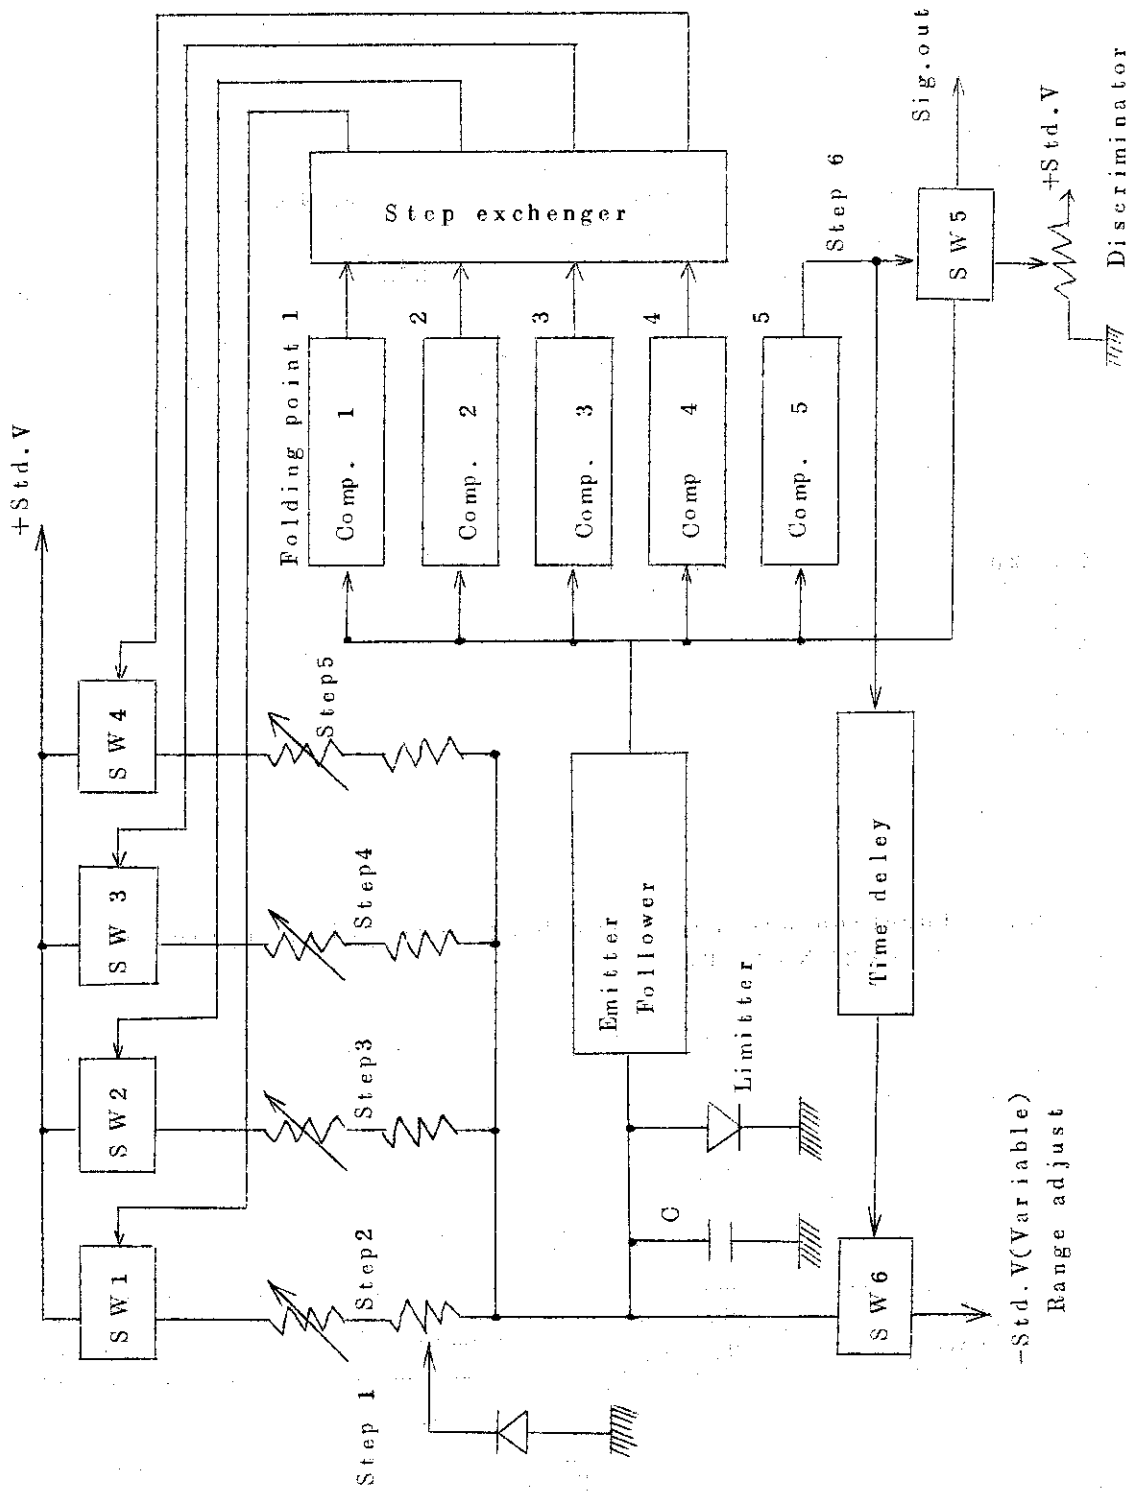 +Std.V
SW1
SW2
SW3
SW4
Step 1
Step2
Step3
Step4
Step5
Folding point 1
2
3
4
5
Comp. 1
Comp. 2
Comp. 3
Comp 4
Comp. 5
Step exchenger
Emitter
Follower
C
Limitter
Time deley
SW6
-Std.V(Variable)
Range adjust
Step 6
SW5
Sig.out
+Std.V
Discriminator